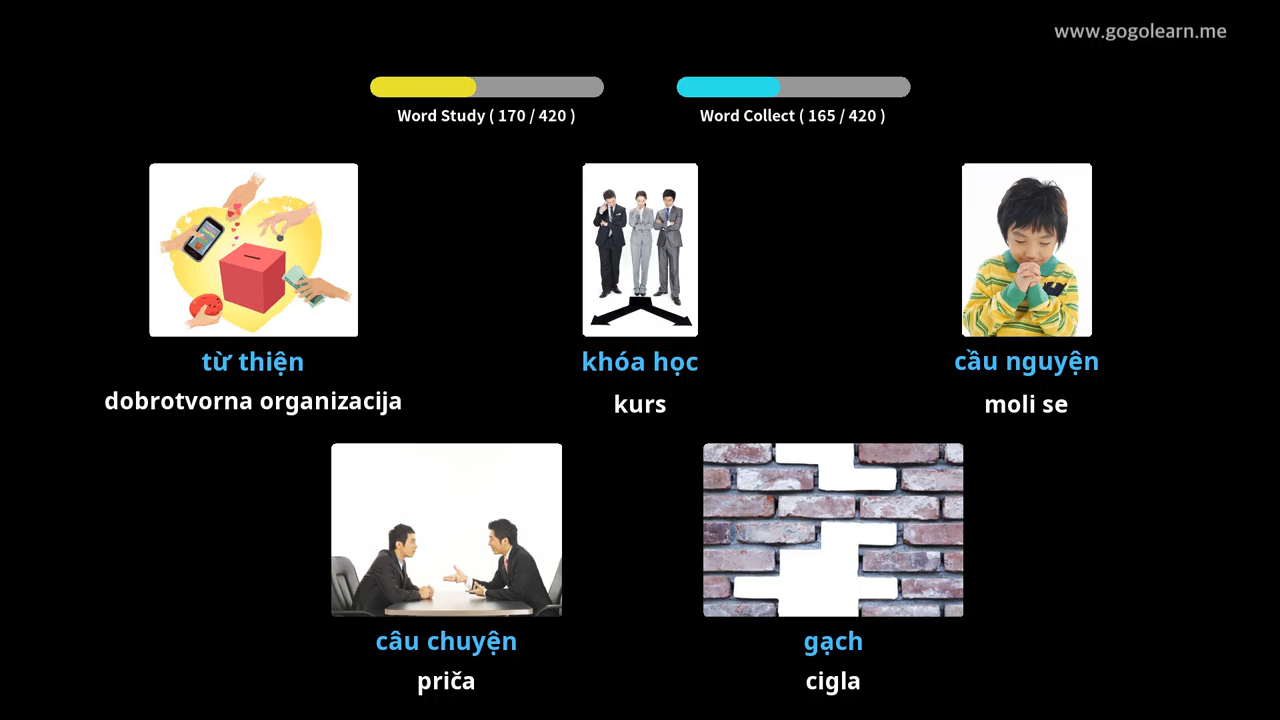 www.gogolearn.me
Word Study ( 170 / 420 )
Word Collect ( 165 / 420 )
từ thiện
dobrotvorna organizacija
khóa học
kurs
cầu nguyện
moli se
câu chuyện
priča
gạch
cigla